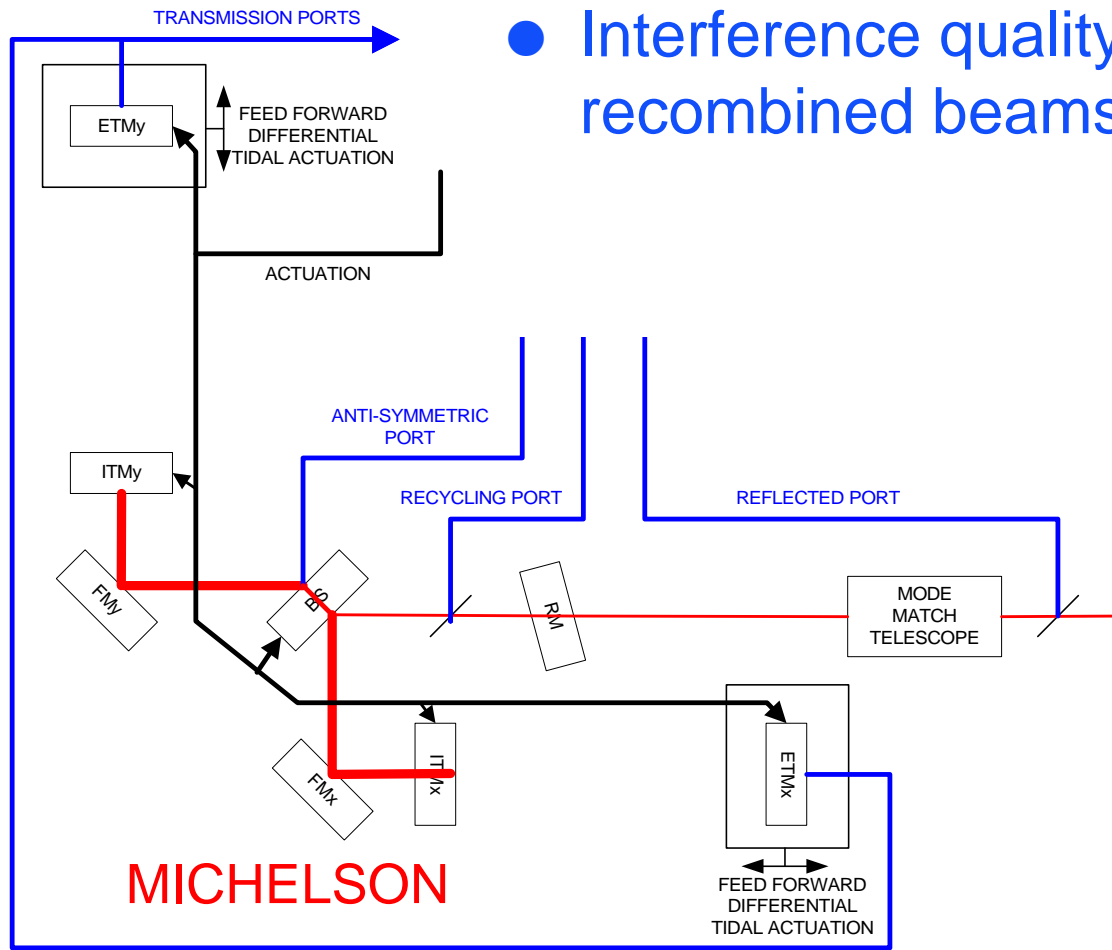 TRANSMISSION PORTS
● Interference quality
recombined beams
ETMy
FEED FORWARD
DIFFERENTIAL
TIDAL ACTUATION
ACTUATION
ANTI-SYMMETRIC
PORT
ITMy
RECYCLING PORT
REFLECTED PORT
FMy
BS
RM
MODE
MATCH
TELESCOPE
FMx
ITMx
ETMx
MICHELSON
FEED FORWARD
DIFFERENTIAL
TIDAL ACTUATION